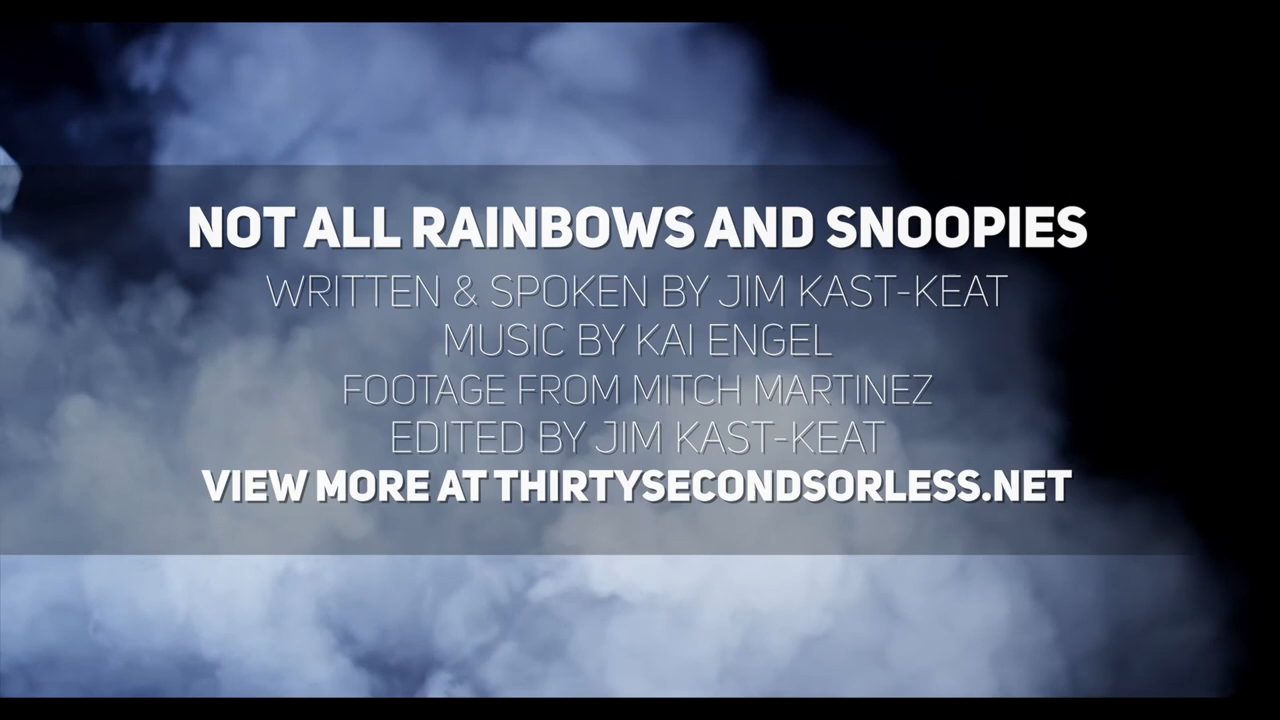 NOT ALL RAINBOWS AND SNOOPIES
WRITTEN & SPOKEN BY JIM KAST-KEAT
MUSIC BY KAI ENGEL
FOOTAGE FROM MITCH MARTINEZ
EDITED BY JIM KAST-KEAT
VIEW MORE AT THIRTYSECONDSORLESS.NET